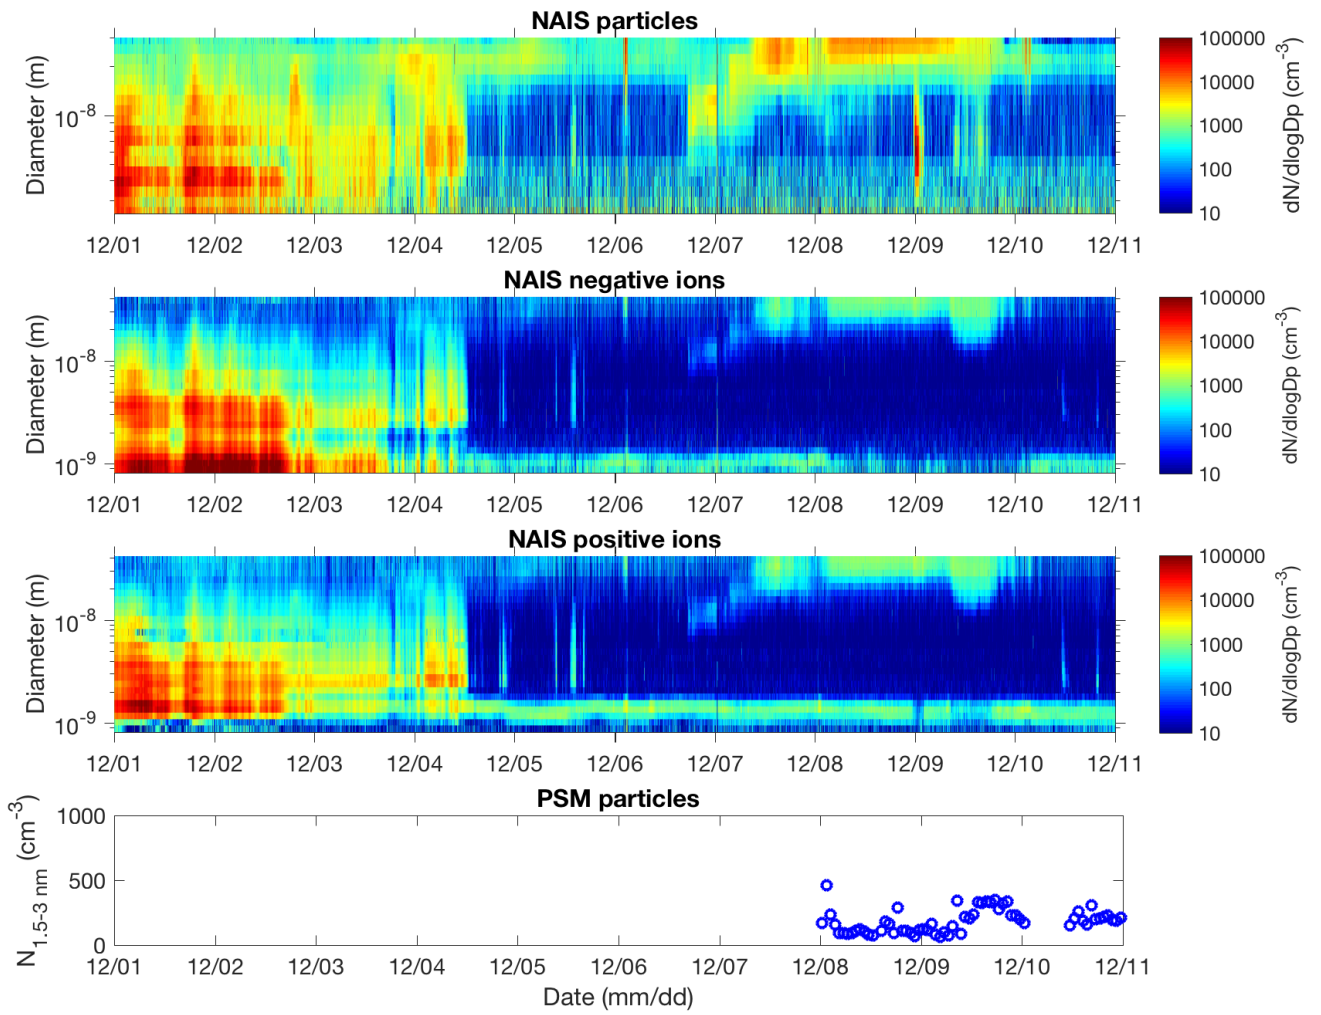 NAIS particles
Diameter (m)
10-8
12/01 12/02 12/03 12/04 12/05 12/06 12/07 12/08 12/09 12/10 12/11
100000
10000
1000
100
10
dN/dlogDp (cm-3)
NAIS negative ions
Diameter (m)
10-8
10-9
12/01 12/02 12/03 12/04 12/05 12/06 12/07 12/08 12/09 12/10 12/11
100000
10000
1000
100
10
dN/dlogDp (cm-3)
NAIS positive ions
Diameter (m)
10-8
10-9
12/01 12/02 12/03 12/04 12/05 12/06 12/07 12/08 12/09 12/10 12/11
100000
10000
1000
100
10
dN/dlogDp (cm-3)
PSM particles
N1.5-3 nm (cm-3)
1000
500
0
12/01 12/02 12/03 12/04 12/05 12/06 12/07 12/08 12/09 12/10 12/11
Date (mm/dd)